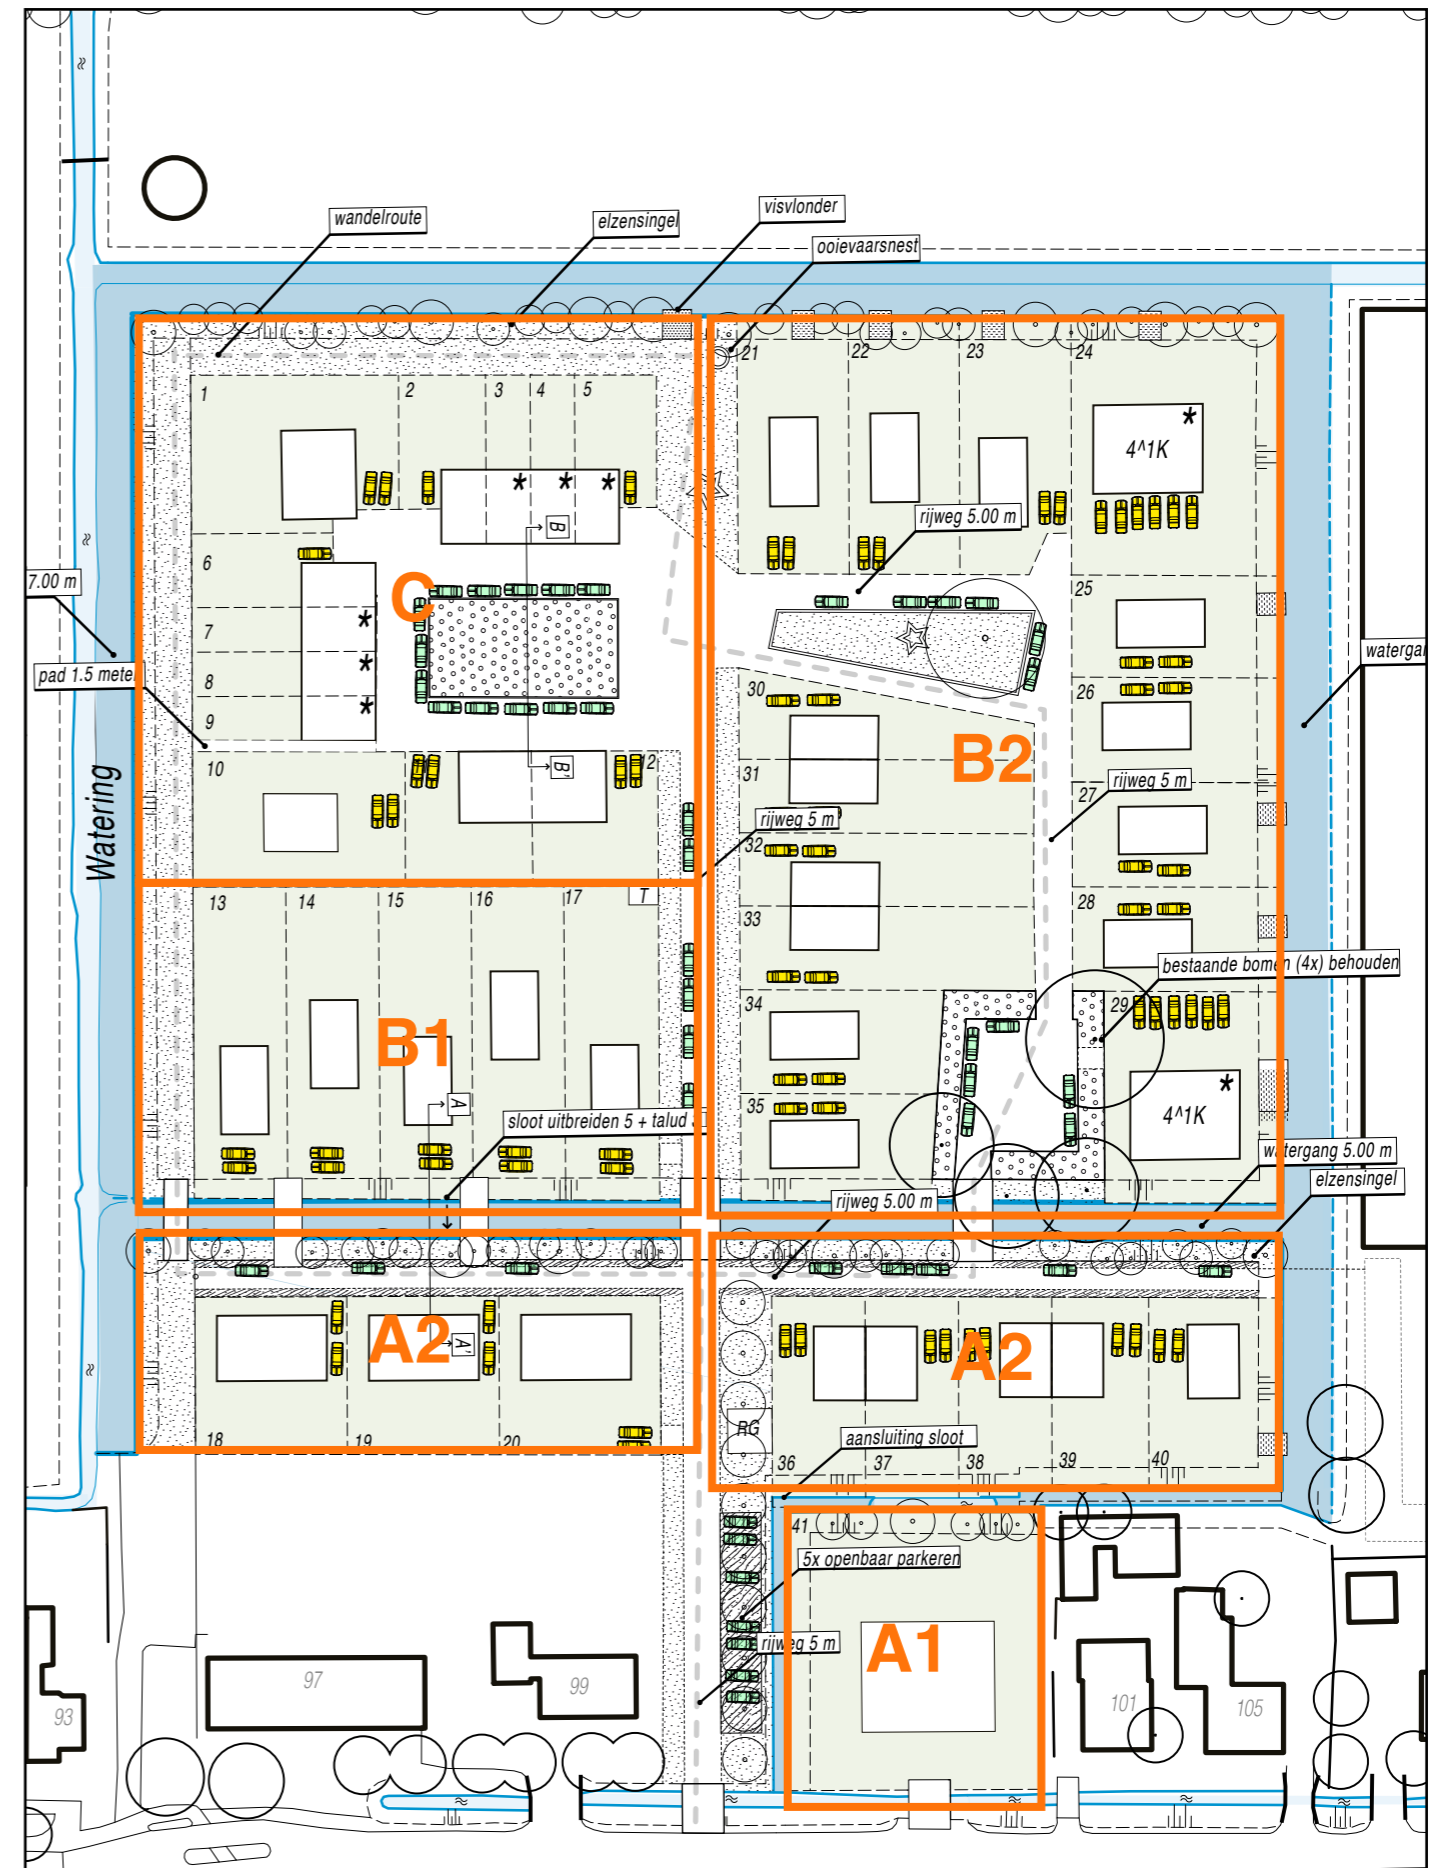 wandelroute
elzensingel
visvlonder
ooievaarsnest
1
2
3
4
5
21
22
23
24
*
4^1K
*
*
*
rijweg 5.00 m
B
6
C
7.00 m
25
7
*
8
*
9
*
pad 1.5 mete
waterga
26
30
B2
10
B'
12
31
27
rijweg 5 m
Watering
rijweg 5 m
32
13
14
15
16
17
T
33
28
bestaande bomen (4x) behouden
34
29
B1
35
*
4^1K
A
sloot uitbreiden 5 + talud
watergang 5.00 m
elzensingel
rijweg 5.00 m
A2
A'
A2
RG
18
19
20
aansluiting sloot
36
37
38
39
40
41
5x openbaar parkeren
rijweg 5 m
A1
97
99
93
101
105